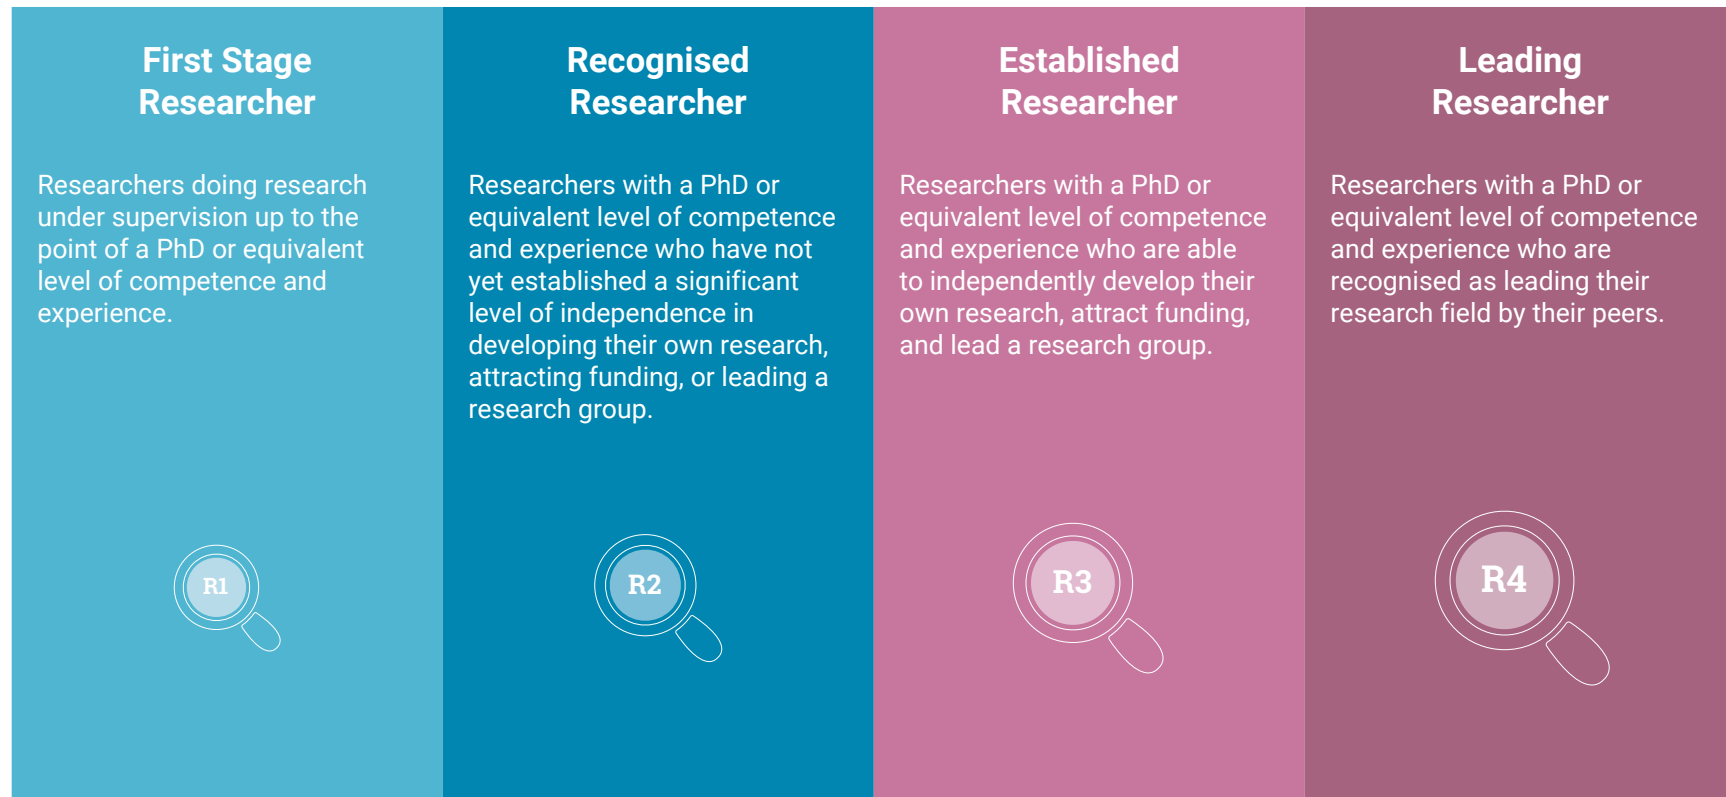 First Stage
Researcher
Researchers doing research
under supervision up to the
point of a PhD or equivalent
level of competence and
experience.
R1
Recognised
Researcher
Researchers with a PhD or
equivalent level of competence
and experience who have not
yet established a significant
level of independence in
developing their own research,
attracting funding, or leading a
research group.
R2
Established
Researcher
Researchers with a PhD or
equivalent level of competence
and experience who are able
to independently develop their
own research, attract funding,
and lead a research group.
R3
Leading
Researcher
Researchers with a PhD or
equivalent level of competence
and experience who are
recognised as leading their
research field by their peers.
R4